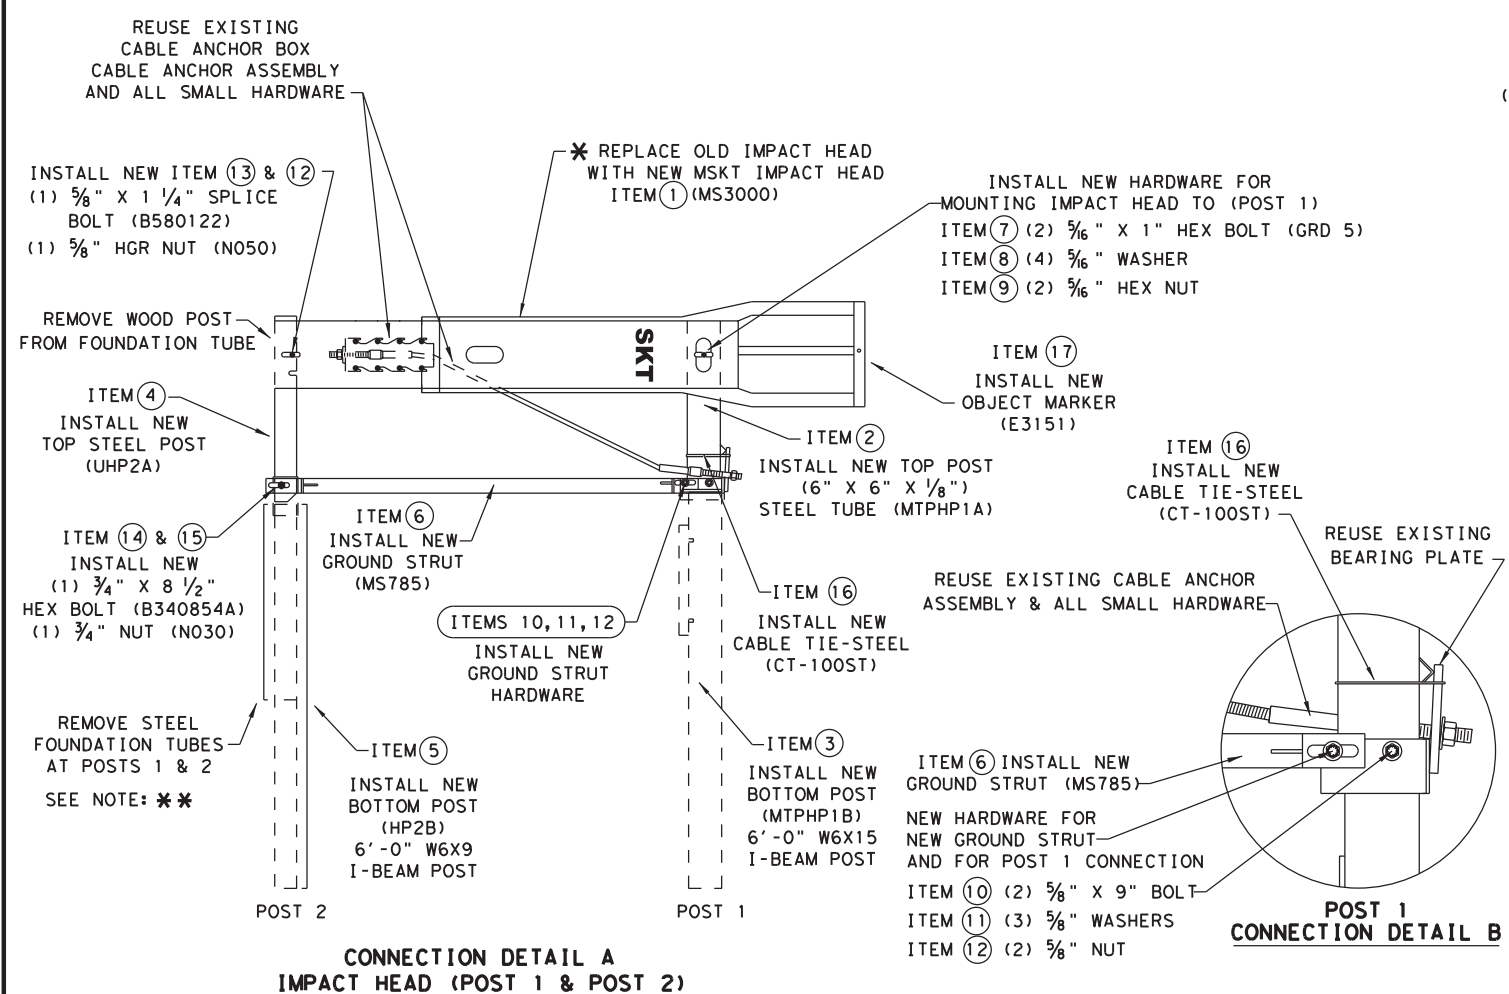 REUSE EXISTING
CABLE ANCHOR BOX
CABLE ANCHOR ASSEMBLY
AND ALL SMALL HARDWARE
INSTALL NEW ITEM 13 & 12
(1) 5/8" X 1 1/4" SPLICE
BOLT (B580122)
(1) 5/8" HGR NUT (N050)
* REPLACE OLD IMPACT HEAD
WITH NEW MSKT IMPACT HEAD
ITEM 1 (MS3000)
INSTALL NEW HARDWARE FOR
MOUNTING IMPACT HEAD TO (POST 1)
ITEM 7 (2) 5/16" X 1" HEX BOLT (GRD 5)
ITEM 8 (4) 5/16" WASHER
ITEM 9 (2) 5/16" HEX NUT
REMOVE WOOD POST
FROM FOUNDATION TUBE
SKT
ITEM 17
INSTALL NEW
OBJECT MARKER
(E3151)
ITEM 4
INSTALL NEW
TOP STEEL POST
(UHP2A)
ITEM 2
INSTALL NEW TOP POST
(6" X 6" X 1/8")
STEEL TUBE (MTPHP1A)
ITEM 16
INSTALL NEW
CABLE TIE-STEEL
(CT-100ST)
REUSE EXISTING
BEARING PLATE
ITEM 14 & 15
INSTALL NEW
(1) 3/4" X 8 1/2"
HEX BOLT (B340854A)
(1) 3/4" NUT (N030)
ITEM 6
INSTALL NEW
GROUND STRUT
(MS785)
ITEMS 10,11,12
INSTALL NEW
GROUND STRUT
HARDWARE
ITEM 16
INSTALL NEW
CABLE TIE-STEEL
(CT-100ST)
REUSE EXISTING CABLE ANCHOR
ASSEMBLY & ALL SMALL HARDWARE
REMOVE STEEL
FOUNDATION TUBES
AT POSTS 1 & 2
SEE NOTE: * *
ITEM 5
INSTALL NEW
BOTTOM POST
(HP2B)
6'-0" W6X9
I-BEAM POST
ITEM 3
INSTALL NEW
BOTTOM POST
(MTPHP1B)
6'-0" W6X15
I-BEAM POST
ITEM 6 INSTALL NEW
GROUND STRUT (MS785)
NEW HARDWARE FOR
NEW GROUND STRUT
AND FOR POST 1 CONNECTION
ITEM 10 (2) 5/8" X 9" BOLT
ITEM 11 (3) 5/8" WASHERS
ITEM 12 (2) 5/8" NUT
POST 2
POST 1
POST 1
CONNECTION DETAIL B
CONNECTION DETAIL A
IMPACT HEAD (POST 1 & POST 2)